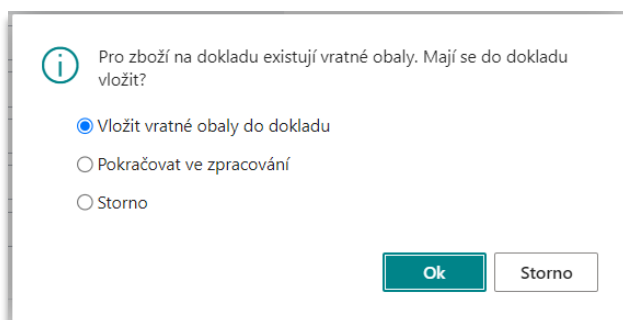 Pro zboží na dokladu existují vratné obaly. Mají se do dokladu
vložit?
Vložit vratné obaly do dokladu
Pokračovat ve zpracování
Storno
Ok Storno